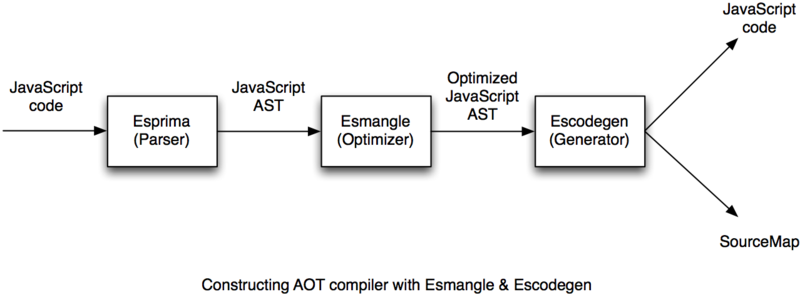 JavaScript
code
Esprima
(Parser)
JavaScript
AST
Esmangle
(Optimizer)
Optimized
JavaScript
AST
Escodegen
(Generator)
JavaScript
code
SourceMap
Constructing AOT compiler with Esmangle & Escodegen